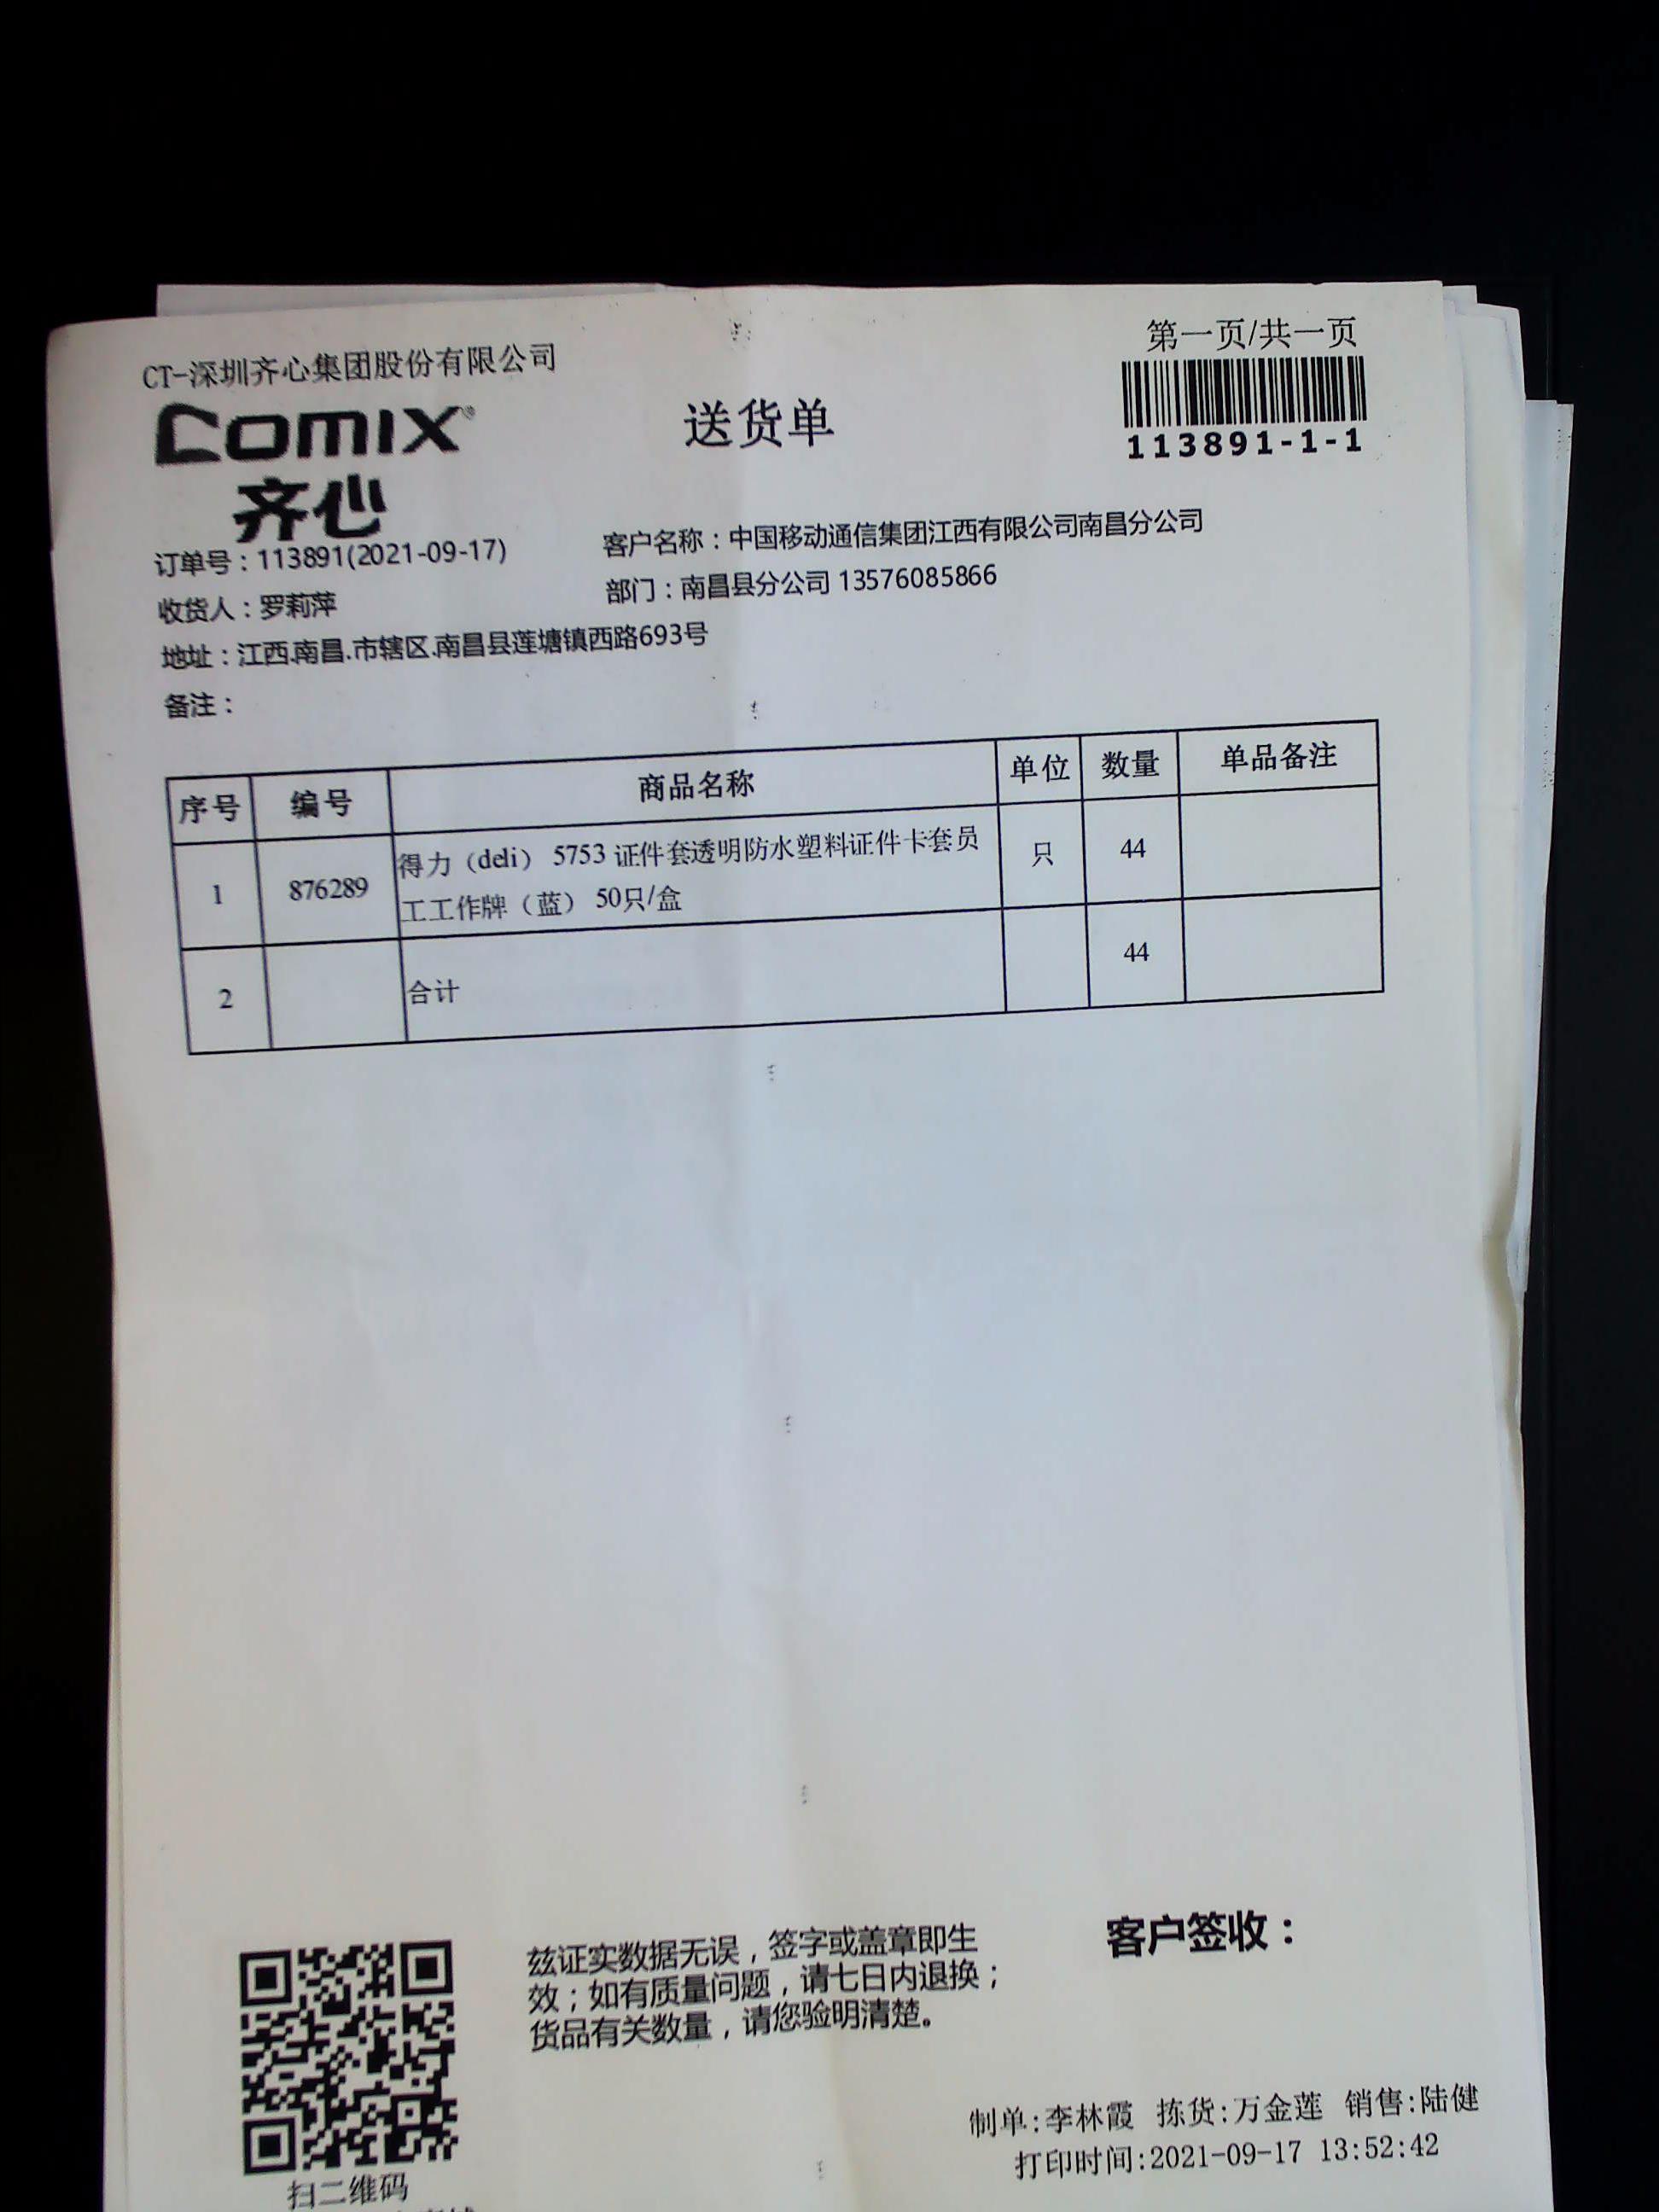 第一页/共一页
CT-深圳齐心集团股份有限公司
COMIX®
送货单
113891-1-1
齐心
订单号：113891(2021-09-17)
客户名称：中国移动通信集团江西有限公司南昌分公司
收货人：罗莉萍
部门：南昌县分公司 13576085866
地址：江西.南昌.市辖区.南昌县莲塘镇西路693号
备注：
序号 编号 商品名称 单位 数量 单品备注
1 876289 得力（deli） 5753 证件套透明防水塑料证件卡套员 只 44
工工作牌（蓝） 50只/盒
2 合计 44
兹证实数据无误，签字或盖章即生
效；如有质量问题，请七日内退换；
货品有关数量，请您验明清楚。
客户签收：
制单:李林霞 拣货:万金莲 销售:陆健
打印时间:2021-09-17 13:52:42
扫二维码